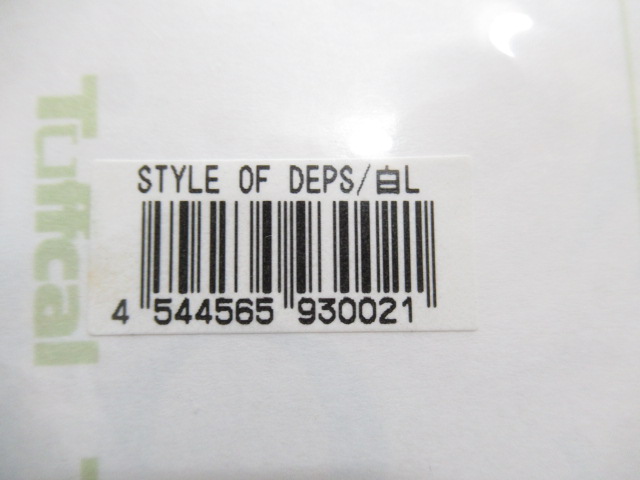 STYLE OF DEPS/白L
4 544565 930021
Tuffcal